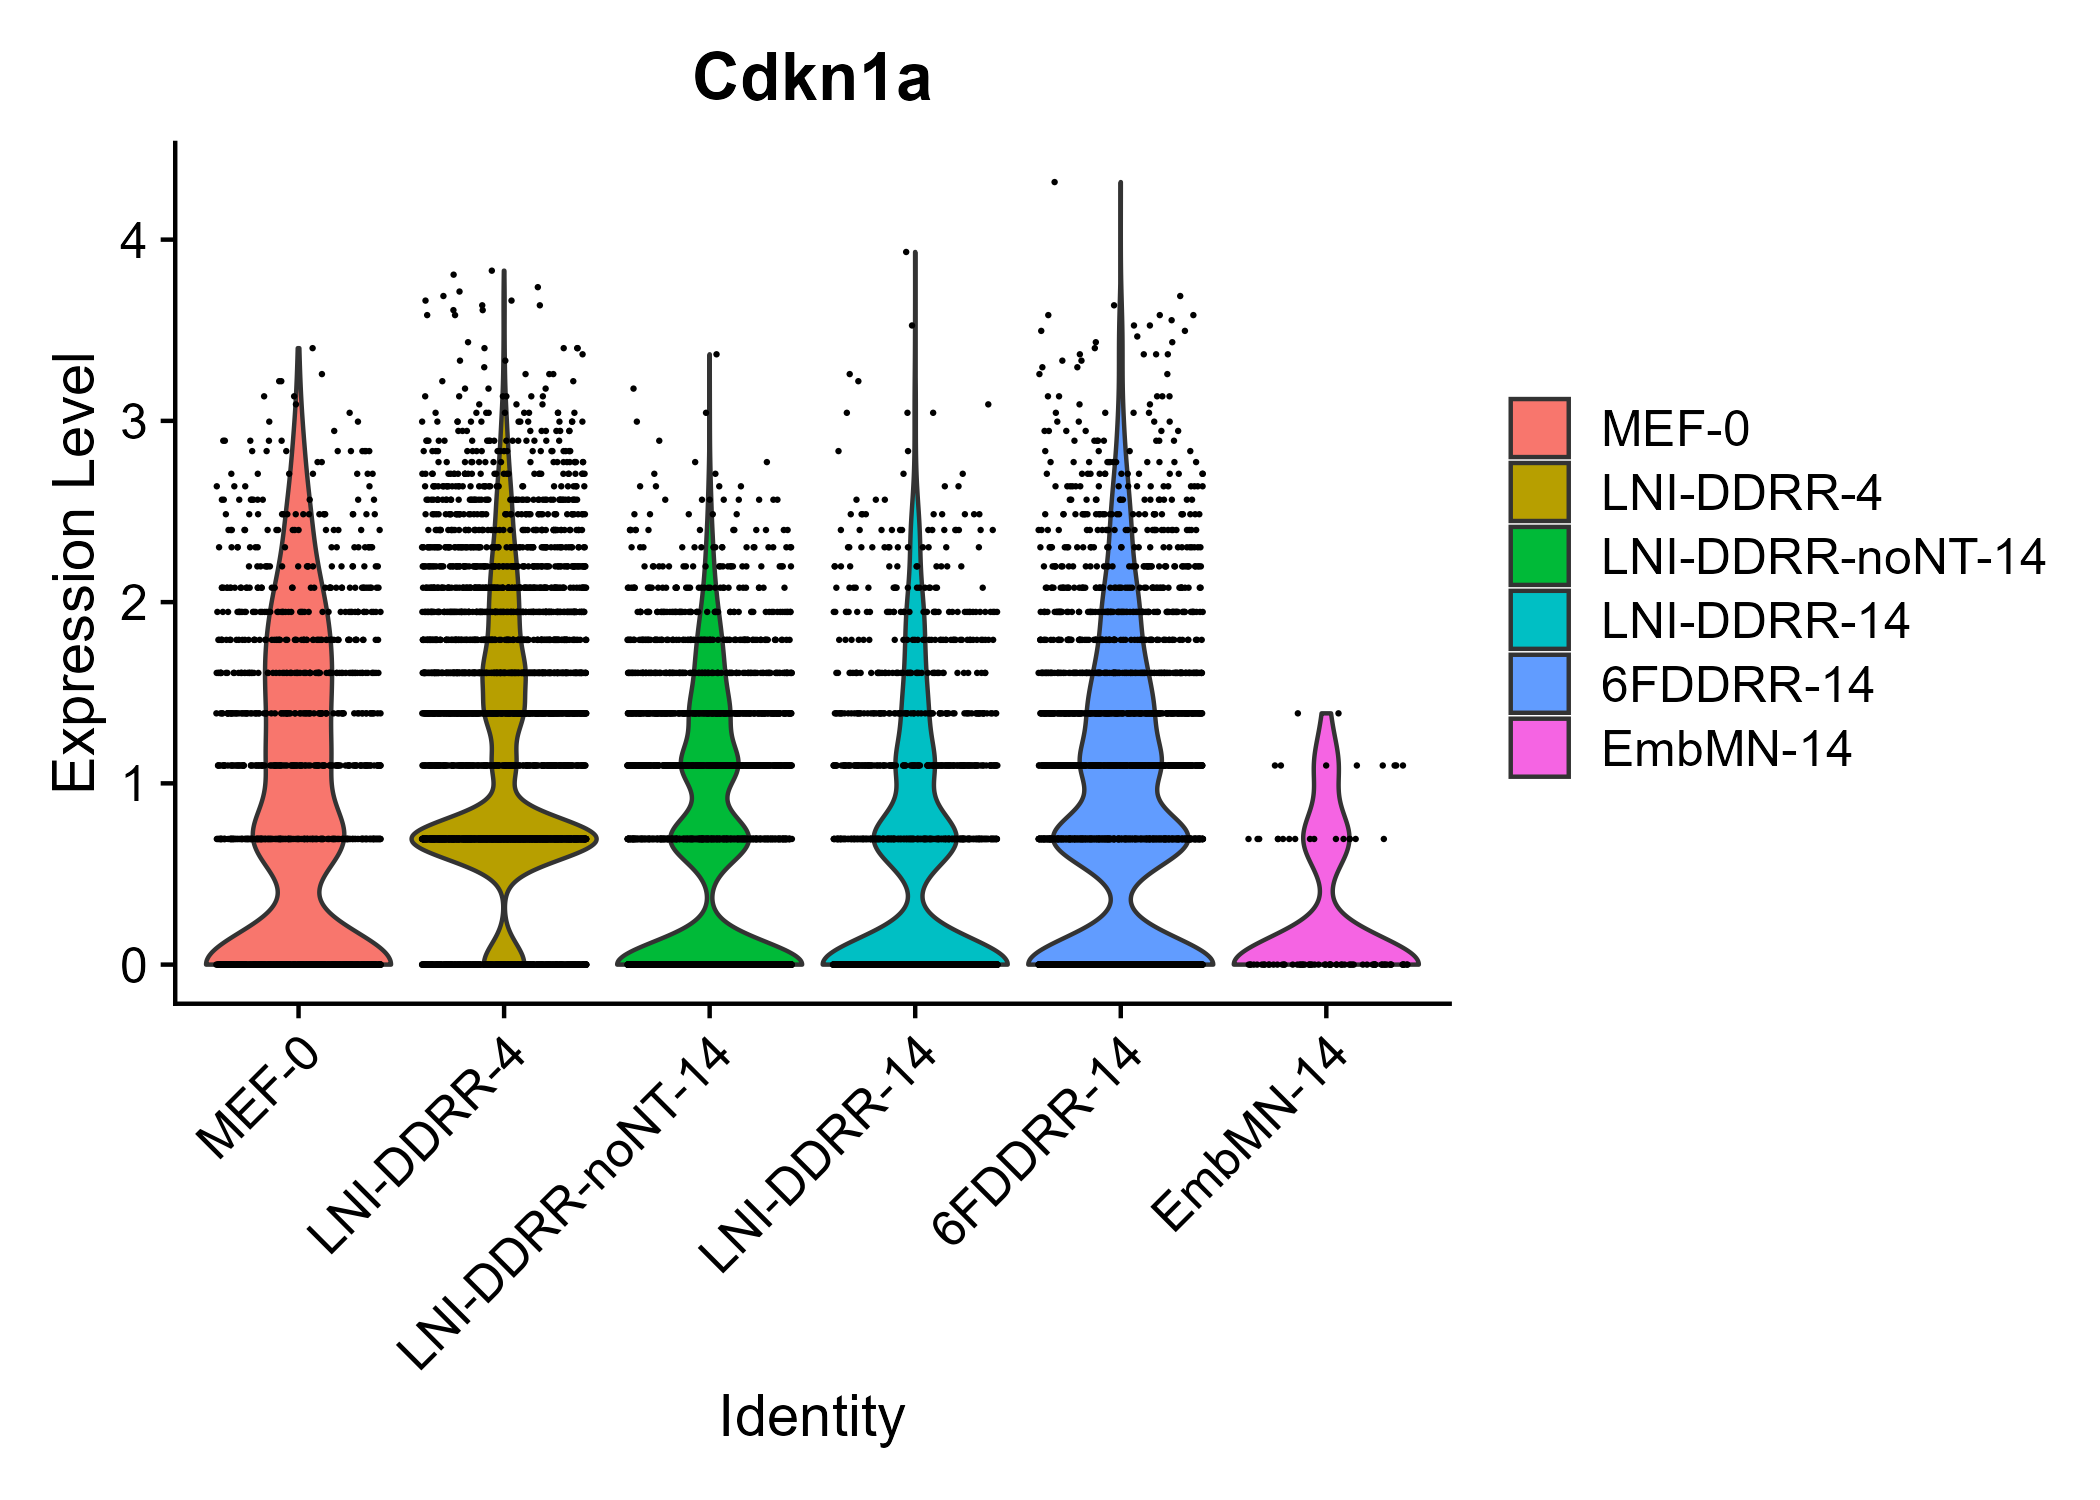 Cdkn1a
Expression Level
4
3
2
1
0
MEF-0
LNI-DDRR-4
LNI-DDRR-noNT-14
LNI-DDRR-14
6FDDRR-14
EmbMN-14
Identity
MEF-0
LNI-DDRR-4
LNI-DDRR-noNT-14
LNI-DDRR-14
6FDDRR-14
EmbMN-14